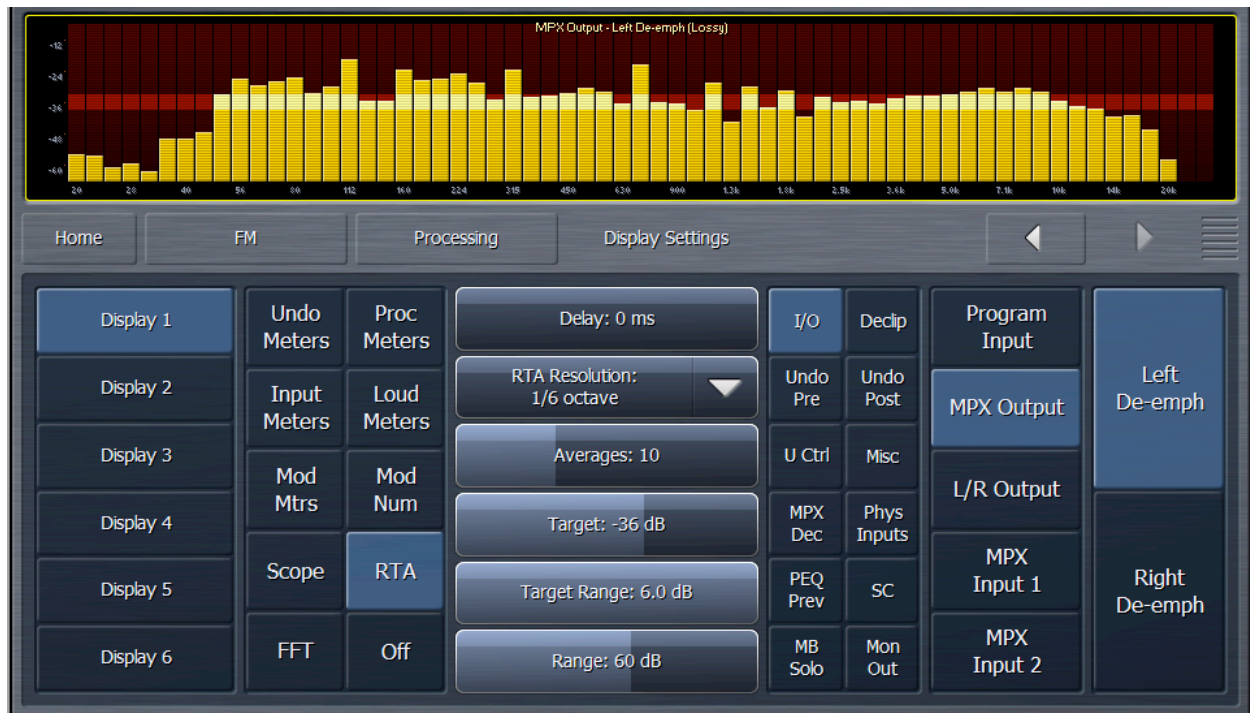 MPX Output - Left De-emph (Lossy)
-12
-24
-36
-48
-60
20 28 40 56 80 112 160 224 315 450 630 900 1.3k 1.8k 2.5k 3.6k 5.0k 7.1k 10k 14k 20k
Home FM Processing Display Settings
Display 1
Display 2
Display 3
Display 4
Display 5
Display 6
Undo
Meters
Proc
Meters
Input
Meters
Loud
Meters
Mod
Mtrs
Mod
Num
Scope
RTA
FFT
Off
Delay: 0 ms
RTA Resolution:
1/6 octave
Averages: 10
Target: -36 dB
Target Range: 6.0 dB
Range: 60 dB
I/O
Declip
Undo
Pre
Undo
Post
U Ctrl
Misc
MPX
Dec
Phys
Inputs
PEQ
Prev
SC
MB
Solo
Mon
Out
Program
Input
MPX Output
L/R Output
MPX
Input 1
MPX
Input 2
Left
De-emph
Right
De-emph